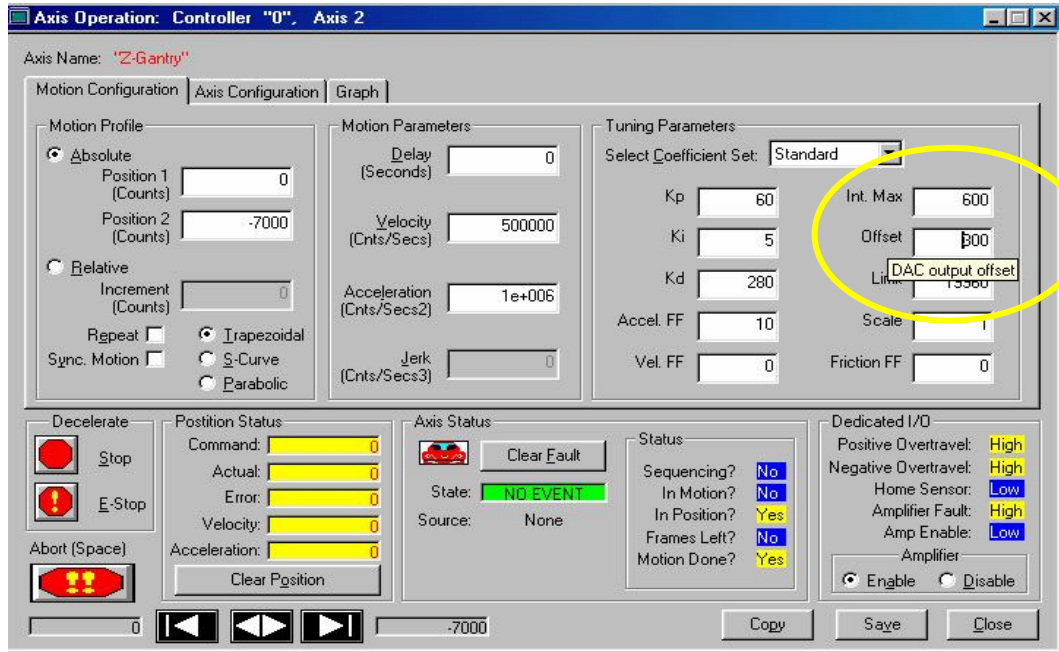 Axis Operation: Controller "0", Axis 2
Axis Name: "Z-Gantry"
Motion Configuration Axis Configuration Graph
Motion Profile
Absolute
Position 1 (Counts) 0
Position 2 (Counts) -7000
Relative
Increment (Counts) 0
Repeat
Sync. Motion
Trapezoidal
S-Curve
Parabolic
Motion Parameters
Delay (Seconds) 0
Velocity (Cnts/Secs) 500000
Acceleration (Cnts/Secs2) 1e+006
Jerk (Cnts/Secs3) 0
Tuning Parameters
Select Coefficient Set: Standard
Kp 60
Ki 5
Kd 280
Accel. FF 10
Vel. FF 0
Int. Max 600
Offset 300
DAC output offset
Scale 1
Friction FF 0
Decelerate
Stop
E-Stop
Abort (Space)
Postition Status
Command: 0
Actual: 0
Error: 0
Velocity: 0
Acceleration: 0
Clear Position
Axis Status
Clear Fault
State: NO EVENT
Source: None
Status
Sequencing? No
In Motion? No
In Position? Yes
Frames Left? No
Motion Done? Yes
Dedicated I/O
Positive Overtravel: High
Negative Overtravel: High
Home Sensor: Low
Amplifier Fault: High
Amp Enable: Low
Amplifier
Enable Disable
0 -7000
Copy Save Close